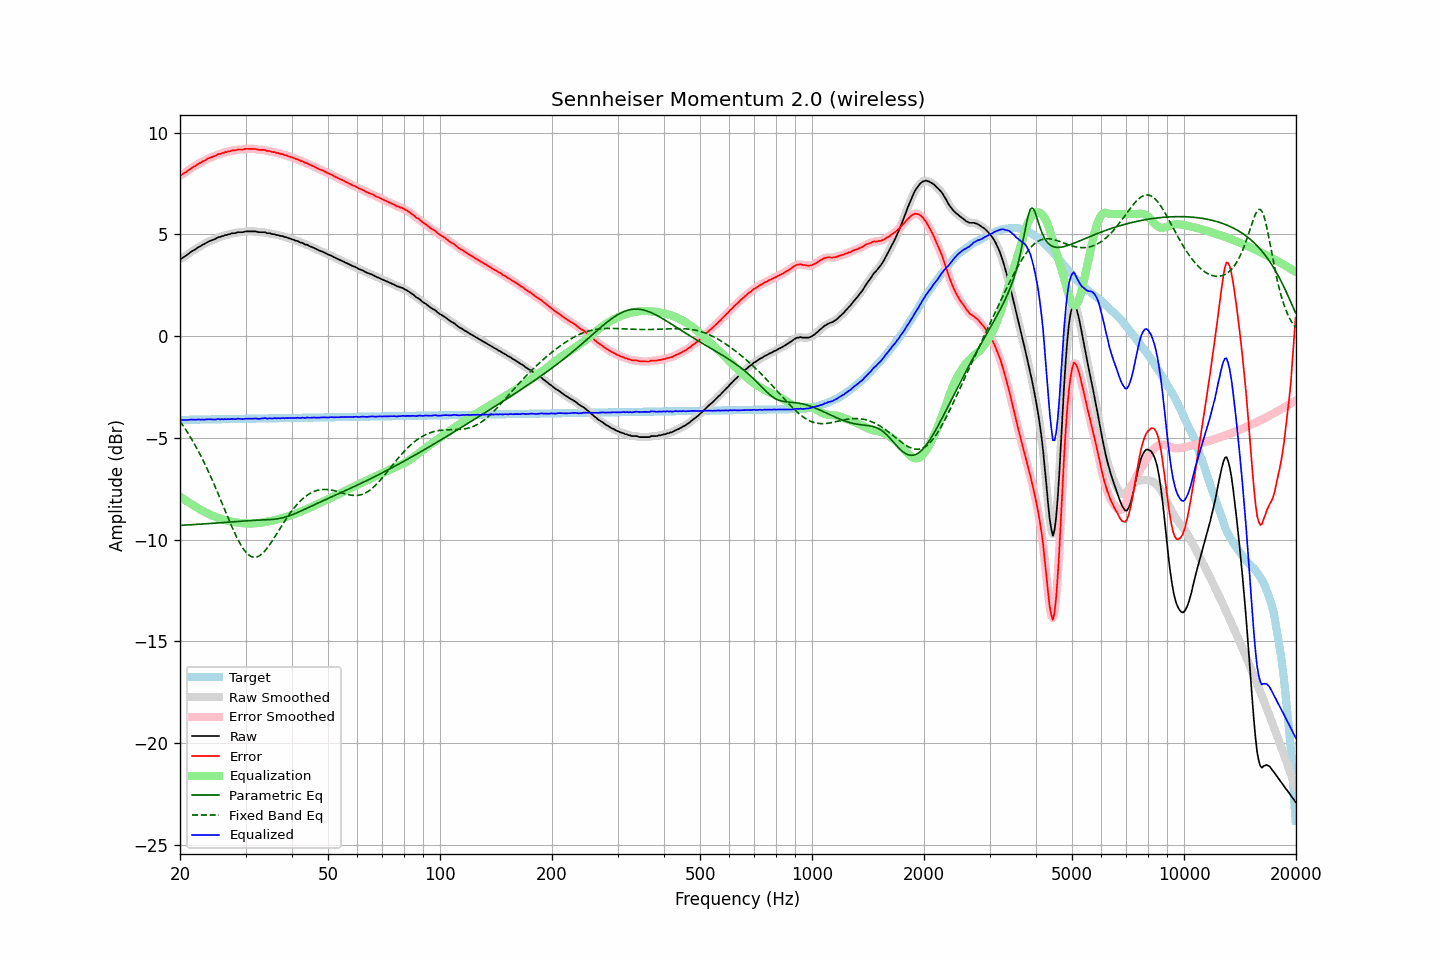 Sennheiser Momentum 2.0 (wireless)
10
5
0
−5
−10
−15
−20
−25
Amplitude (dBr)
Target
Raw Smoothed
Error Smoothed
Raw
Error
Equalization
Parametric Eq
Fixed Band Eq
Equalized
20 50 100 200 500 1000 2000 5000 10000 20000
Frequency (Hz)